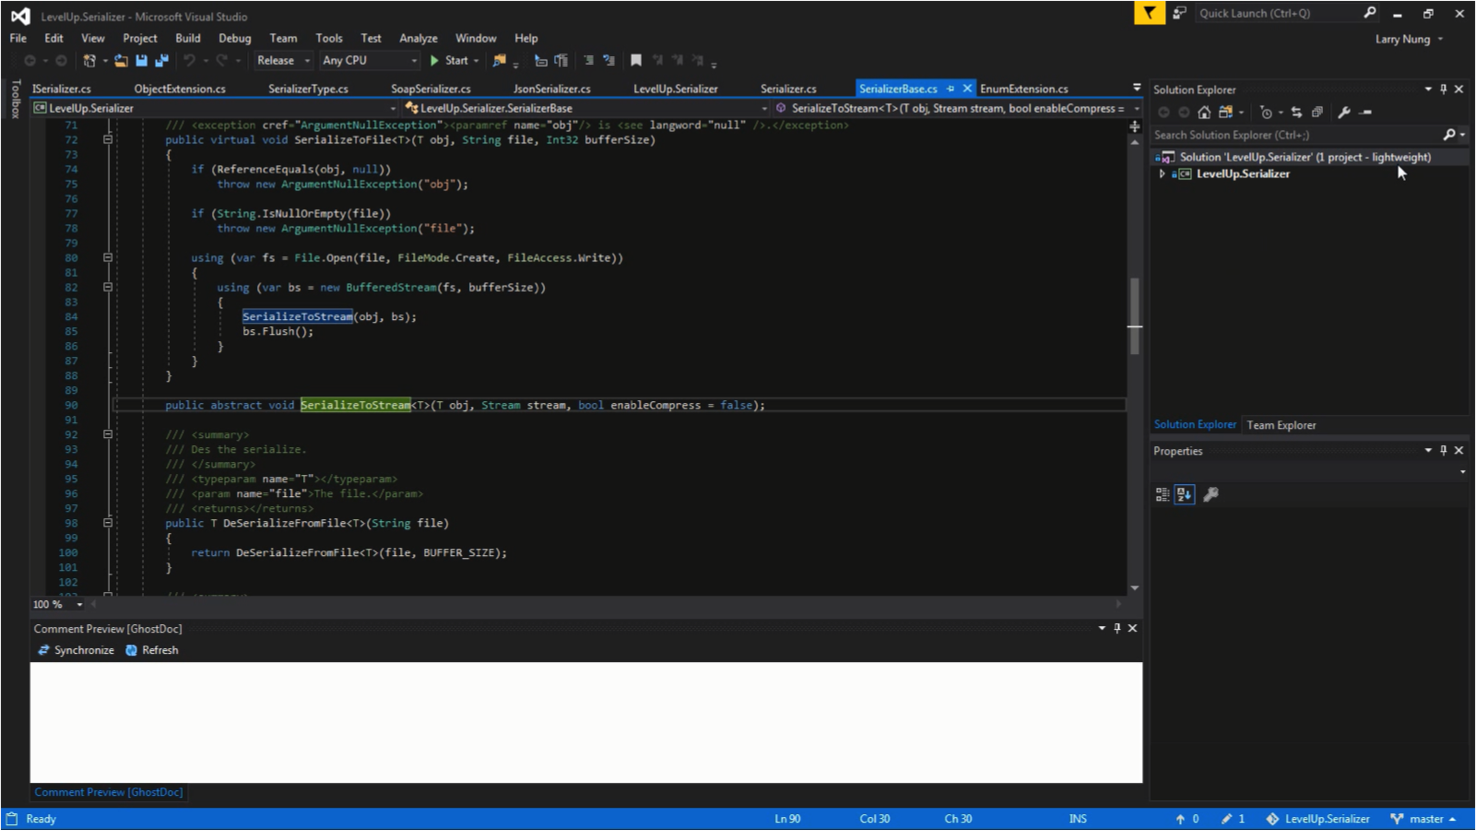 LevelUp.Serializer - Microsoft Visual Studio
Quick Launch (Ctrl+Q)
File Edit View Project Build Debug Team Tools Test Analyze Window Help
Larry Nung
Release Any CPU Start
Toolbox
ISerializer.cs ObjectExtension.cs SerializerType.cs SoapSerializer.cs JsonSerializer.cs LevelUp.Serializer Serializer.cs SerializerBase.cs EnumExtension.cs
C# LevelUp.Serializer LevelUp.Serializer.SerializerBase SerializeToStream<T>(T obj, Stream stream, bool enableCompress =
71 /// <exception cref="ArgumentNullException"><paramref name="obj"/> is <see langword="null" />.</exception>
72 public virtual void SerializeToFile<T>(T obj, String file, Int32 bufferSize)
73 {
74 if (ReferenceEquals(obj, null))
75 throw new ArgumentNullException("obj");
76
77 if (String.IsNullOrEmpty(file))
78 throw new ArgumentNullException("file");
79
80 using (var fs = File.Open(file, FileMode.Create, FileAccess.Write))
81 {
82 using (var bs = new BufferedStream(fs, bufferSize))
83 {
84 SerializeToStream(obj, bs);
85 bs.Flush();
86 }
87 }
88 }
89
90 public abstract void SerializeToStream<T>(T obj, Stream stream, bool enableCompress = false);
91
92 /// <summary>
93 /// Des the serialize.
94 /// </summary>
95 /// <typeparam name="T"></typeparam>
96 /// <param name="file">The file.</param>
97 /// <returns></returns>
98 public T DeSerializeFromFile<T>(String file)
99 {
100 return DeSerializeFromFile<T>(file, BUFFER_SIZE);
101 }
102
100 %
Comment Preview [GhostDoc]
Synchronize Refresh
Comment Preview [GhostDoc]
Solution Explorer
Search Solution Explorer (Ctrl+;)
Solution 'LevelUp.Serializer' (1 project - lightweight)
C# LevelUp.Serializer
Solution Explorer Team Explorer
Properties
Ready Ln 90 Col 30 Ch 30 INS 0 1 LevelUp.Serializer master